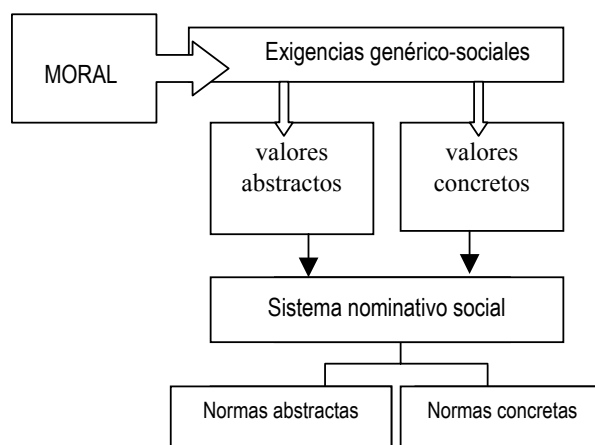 Exigencias genérico-sociales
MORAL
valores
abstractos
valores
concretos
Sistema nominativo social
Normas abstractas
Normas concretas